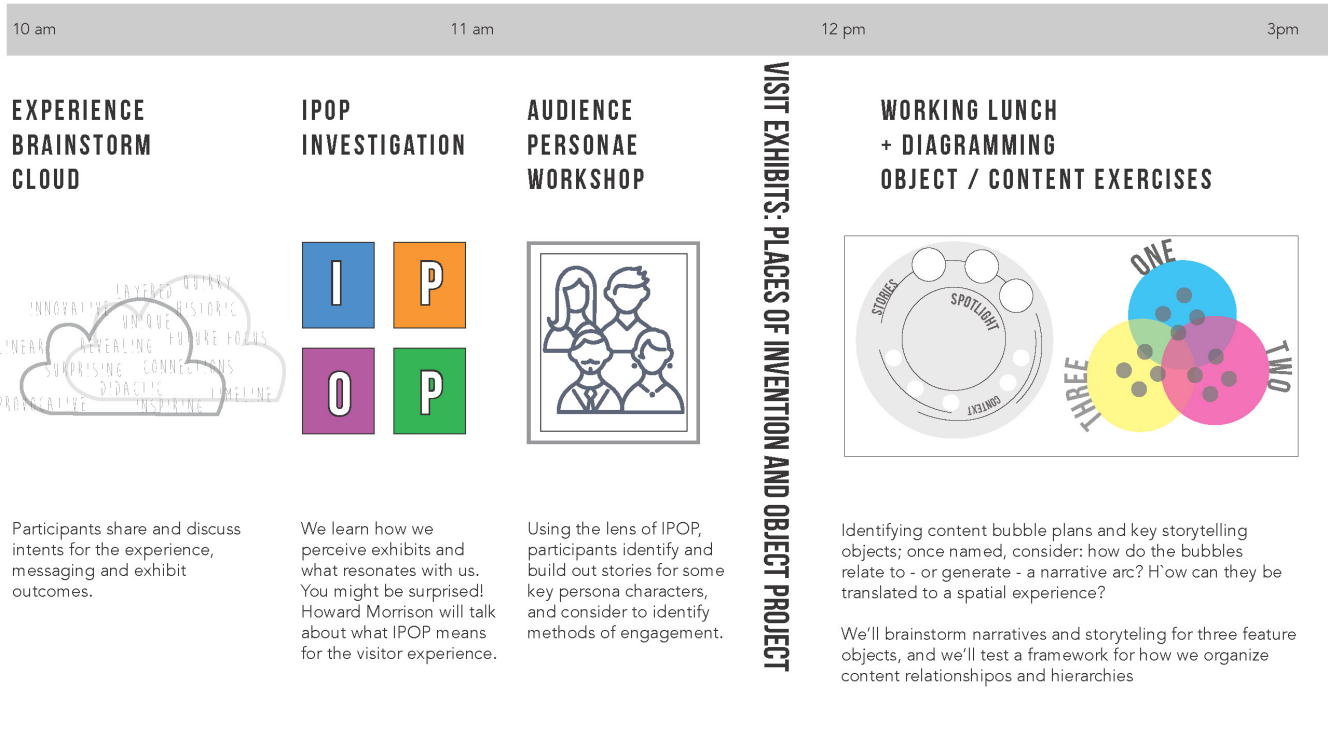 10 am
11 am
12 pm
3pm
EXPERIENCE
BRAINSTORM
CLOUD
LAYERED
QUIRKY
INNOVATIVE
HISTORIC
UNIQUE
FUTURE FOCUS
LINEAR
REVEALING
SURPRISING
CONNECTIONS
DIDACTIC
TIMELINE
PROVOCATIVE
INSPIRING
Participants share and discuss
intents for the experience,
messaging and exhibit
outcomes.
IPOP
INVESTIGATION
I
P
O
P
We learn how we
perceive exhibits and
what resonates with us.
You might be surprised!
Howard Morrison will talk
about what IPOP means
for the visitor experience.
AUDIENCE
PERSONAE
WORKSHOP
Using the lens of IPOP,
participants identify and
build out stories for some
key persona characters,
and consider to identify
methods of engagement.
VISIT EXHIBITS: PLACES OF INVENTION AND OBJECT PROJECT
WORKING LUNCH
+ DIAGRAMMING
OBJECT / CONTENT EXERCISES
STORIES
SPOTLIGHT
CONTEXT
ONE
TWO
THREE
Identifying content bubble plans and key storytelling
objects; once named, consider: how do the bubbles
relate to - or generate - a narrative arc? H`ow can they be
translated to a spatial experience?
We’ll brainstorm narratives and storyteling for three feature
objects, and we’ll test a framework for how we organize
content relationshipos and hierarchies